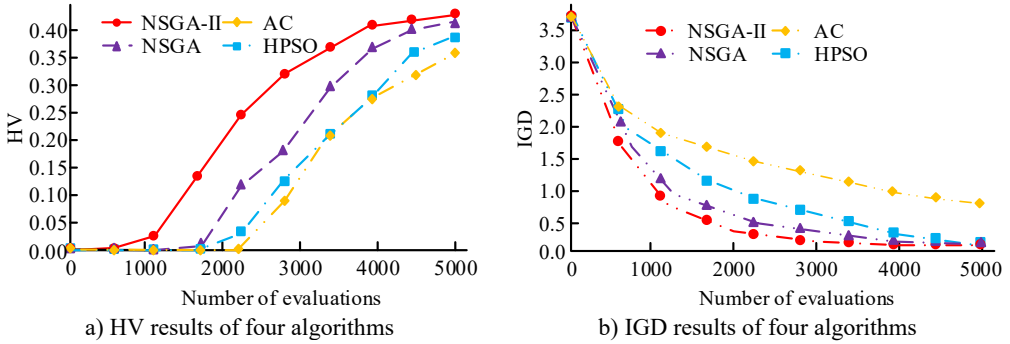 0.40
0.35
0.30
0.25
0.20
0.15
0.10
0.05
0.00
HV
NSGA-II
AC
NSGA
HPSO
0
1000
2000
3000
4000
5000
Number of evaluations
a) HV results of four algorithms
3.5
3.0
2.5
2.0
1.5
1.0
0.5
0.0
IGD
NSGA-II
AC
NSGA
HPSO
0
1000
2000
3000
4000
5000
Number of evaluations
b) IGD results of four algorithms